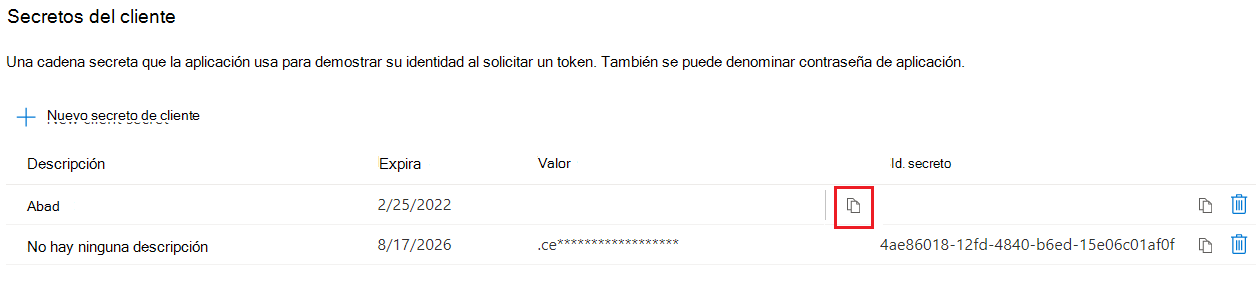 Secretos del cliente
Una cadena secreta que la aplicación usa para demostrar su identidad al solicitar un token. También se puede denominar contraseña de aplicación.
Nuevo secreto de cliente
Descripción Expira Valor Id. secreto
Abad 2/25/2022
No hay ninguna descripción 8/17/2026 .ce****************** 4ae86018-12fd-4840-b6ed-15e06c01af0f